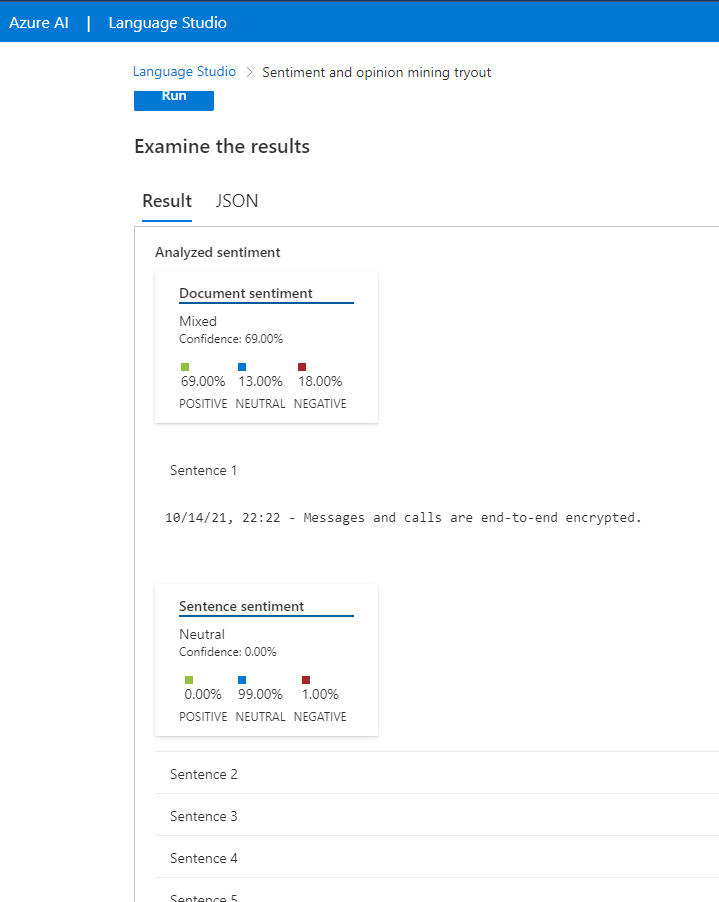 Azure AI | Language Studio
Language Studio > Sentiment and opinion mining tryout
Run
Examine the results
Result JSON
Analyzed sentiment
Document sentiment
Mixed
Confidence: 69.00%
69.00% 13.00% 18.00%
POSITIVE NEUTRAL NEGATIVE
Sentence 1
10/14/21, 22:22 - Messages and calls are end-to-end encrypted.
Sentence sentiment
Neutral
Confidence: 0.00%
0.00% 99.00% 1.00%
POSITIVE NEUTRAL NEGATIVE
Sentence 2
Sentence 3
Sentence 4
Sentence 5